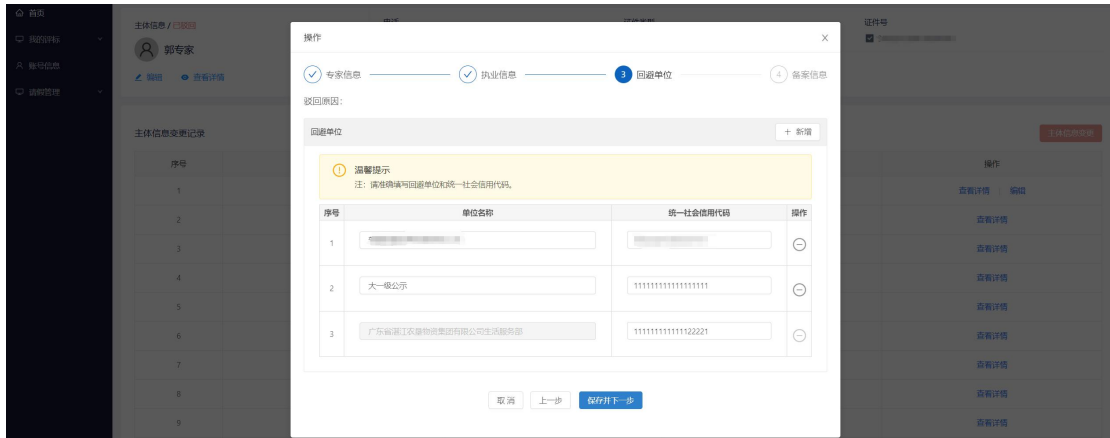 首页
我的评标
账号信息
请假管理
主体信息 / 已驳回
郭专家
编辑 查看详情
电话
证件类型
证件号
主体信息变更记录
主体信息变更
序号
操作
1 查看详情 编辑
2 查看详情
3 查看详情
4 查看详情
5 查看详情
6 查看详情
7 查看详情
8 查看详情
9 查看详情
操作 X
专家信息 执业信息 3 回避单位 4 备案信息
驳回原因:
回避单位 + 新增
温馨提示
注: 请准确填写回避单位和统一社会信用代码。
序号 单位名称 统一社会信用代码 操作
1
2 大一级公示 111111111111111111
3 广东省湛江农垦物资集团有限公司生活服务部 111111111111122221
取消 上一步 保存并下一步